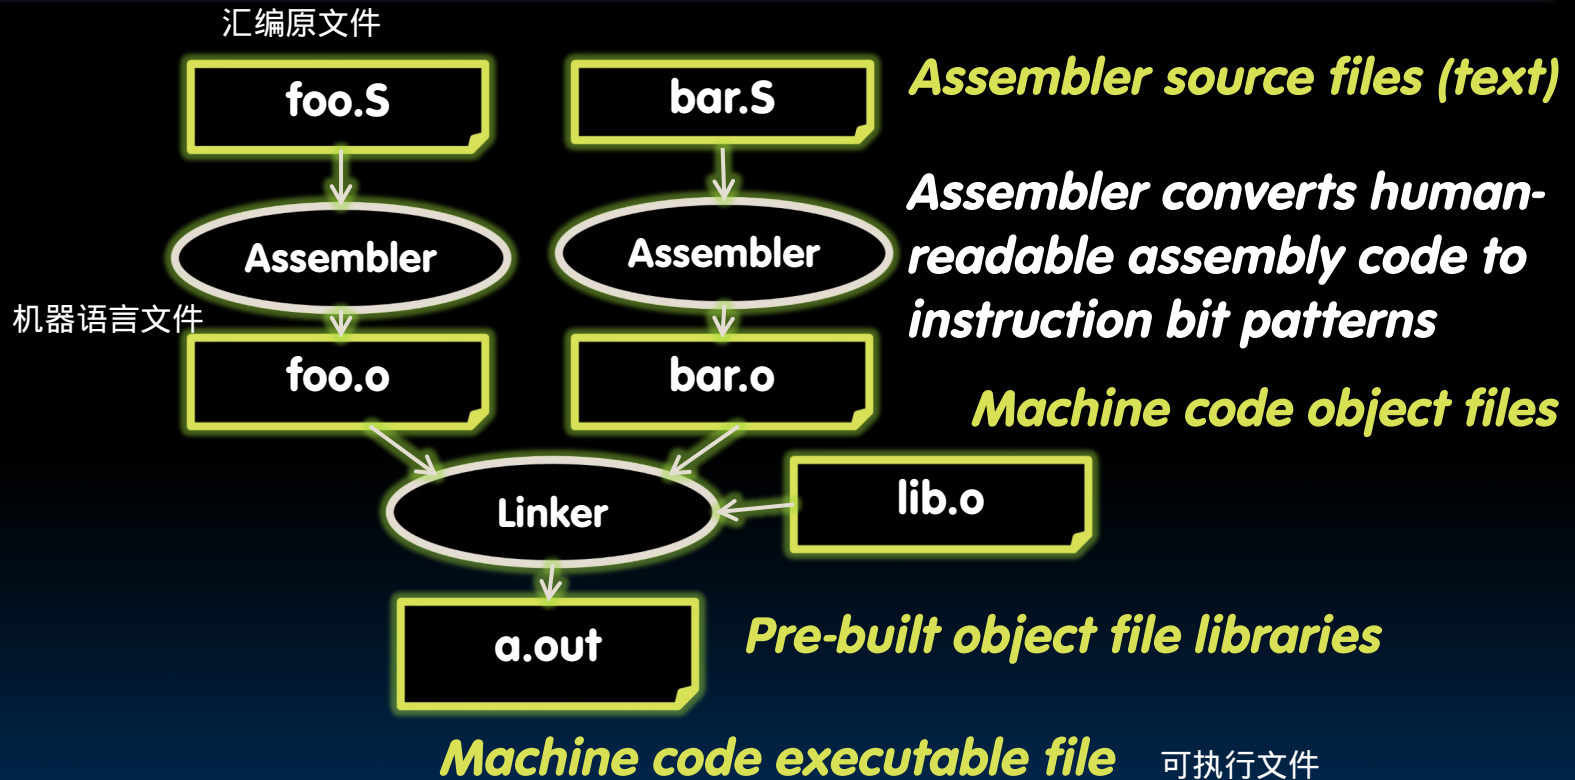 汇编原文件
foo.S
bar.S
Assembler source files (text)
Assembler
Assembler
Assembler converts human-
readable assembly code to
instruction bit patterns
机器语言文件
foo.o
bar.o
Machine code object files
Linker
lib.o
a.out
Pre-built object file libraries
Machine code executable file
可执行文件